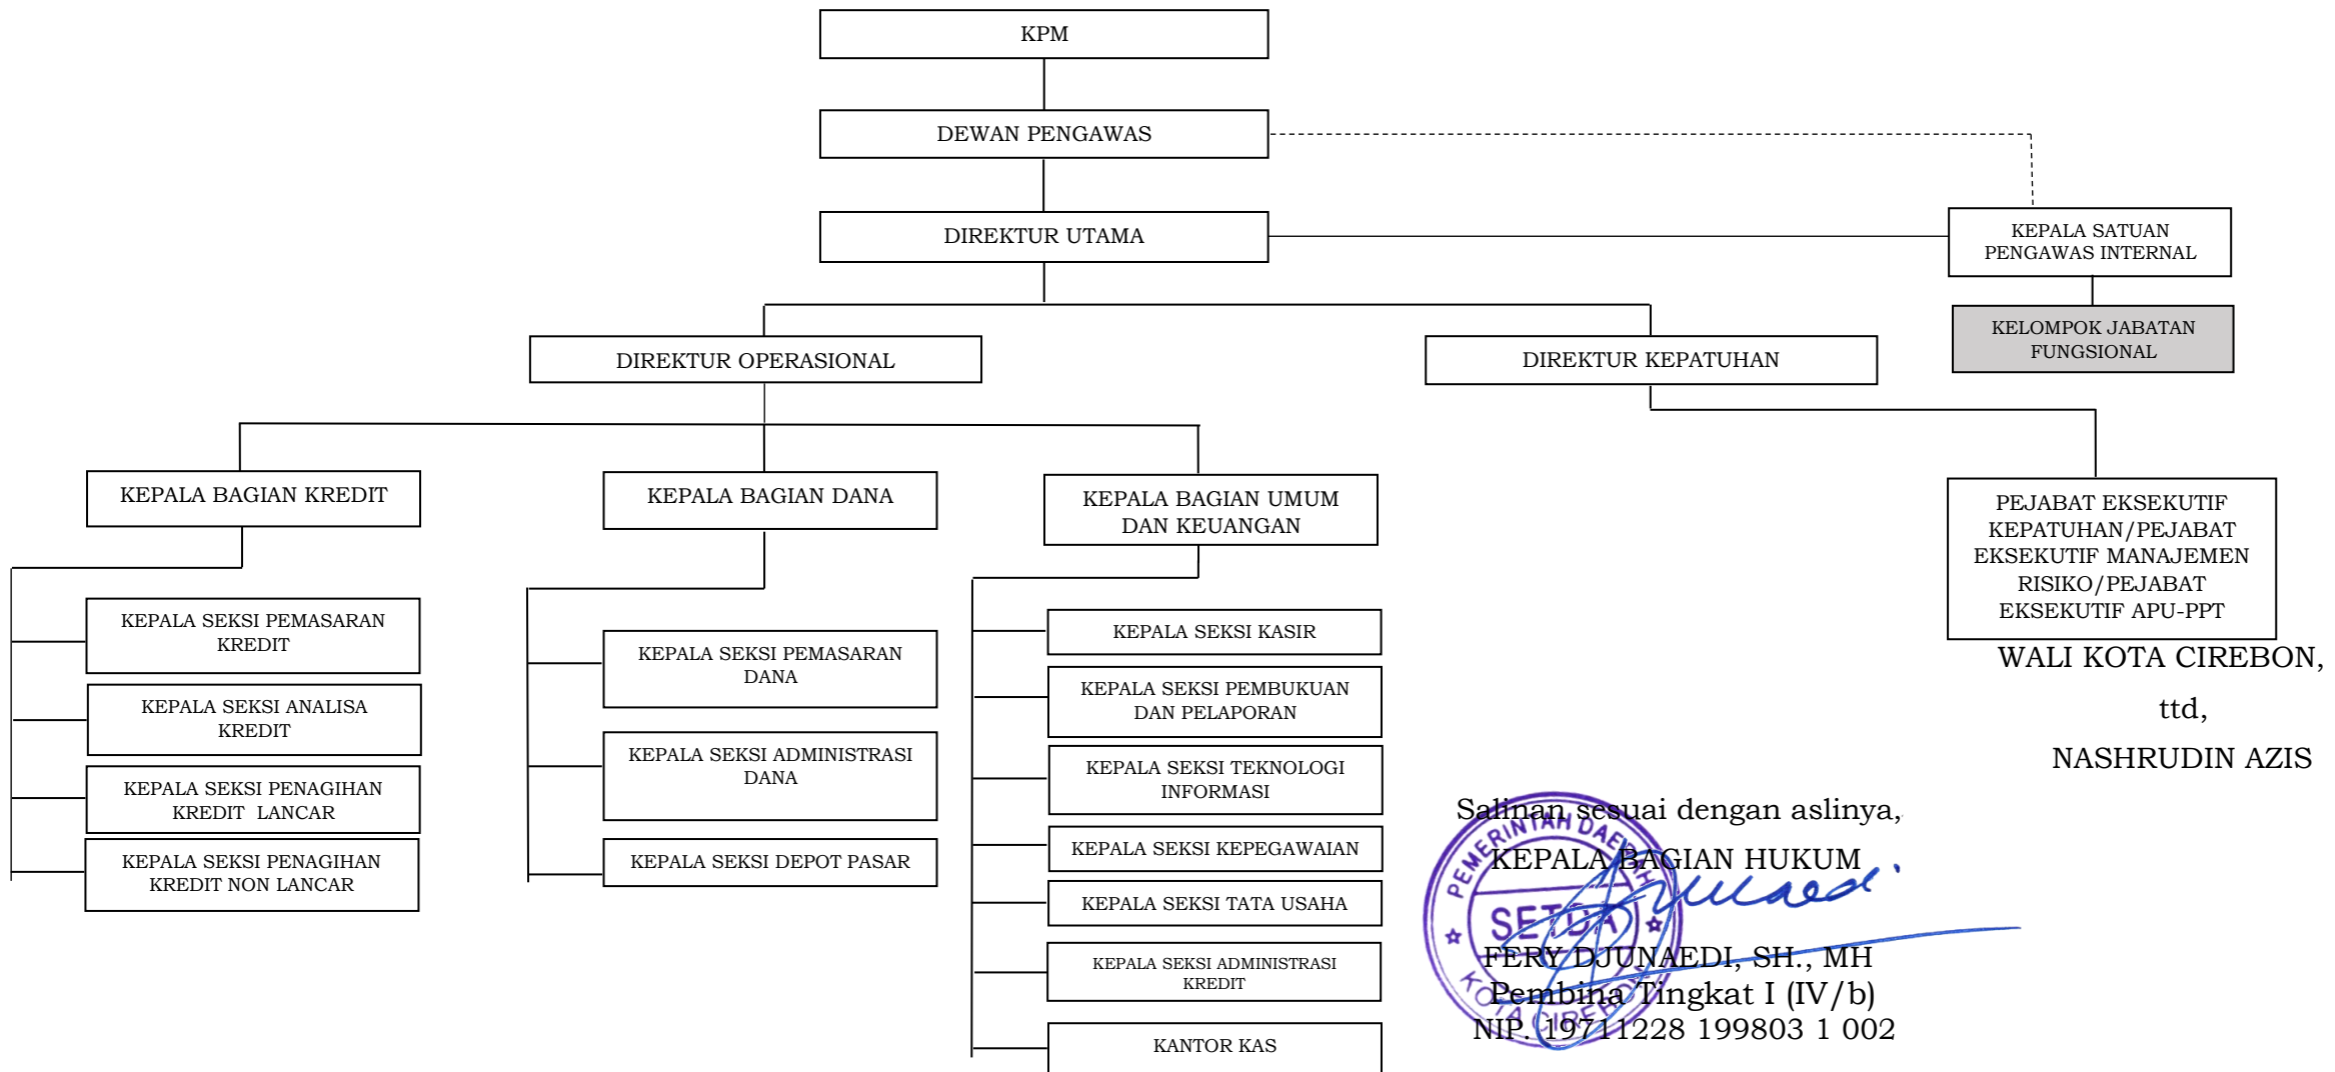 KPM
DEWAN PENGAWAS
DIREKTUR UTAMA
KEPALA SATUAN
PENGAWAS INTERNAL
KELOMPOK JABATAN
FUNGSIONAL
DIREKTUR OPERASIONAL
DIREKTUR KEPATUHAN
KEPALA BAGIAN KREDIT
KEPALA BAGIAN DANA
KEPALA BAGIAN UMUM
DAN KEUANGAN
PEJABAT EKSEKUTIF
KEPATUHAN/PEJABAT
EKSEKUTIF MANAJEMEN
RISIKO/PEJABAT
EKSEKUTIF APU-PPT
KEPALA SEKSI PEMASARAN
KREDIT
KEPALA SEKSI ANALISA
KREDIT
KEPALA SEKSI PENAGIHAN
KREDIT LANCAR
KEPALA SEKSI PENAGIHAN
KREDIT NON LANCAR
KEPALA SEKSI PEMASARAN
DANA
KEPALA SEKSI ADMINISTRASI
DANA
KEPALA SEKSI DEPOT PASAR
KEPALA SEKSI KASIR
KEPALA SEKSI PEMBUKUAN
DAN PELAPORAN
KEPALA SEKSI TEKNOLOGI
INFORMASI
KEPALA SEKSI KEPEGAWAIAN
KEPALA SEKSI TATA USAHA
KEPALA SEKSI ADMINISTRASI
KREDIT
KANTOR KAS
WALI KOTA CIREBON,
ttd,
NASHRUDIN AZIS
Salinan sesuai dengan aslinya,
KEPALA BAGIAN HUKUM
FERY DJUNAEDI, SH., MH
Pembina Tingkat I (IV/b)
NIP. 19711228 199803 1 002
PEMERINTAH DAERAH
SETDA
KOTA CIREBON